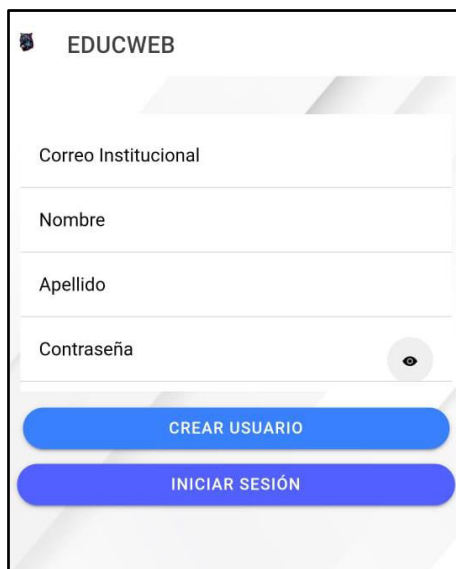 EDUCWEB
Correo Institucional
Nombre
Apellido
Contraseña
CREAR USUARIO
INICIAR SESIÓN